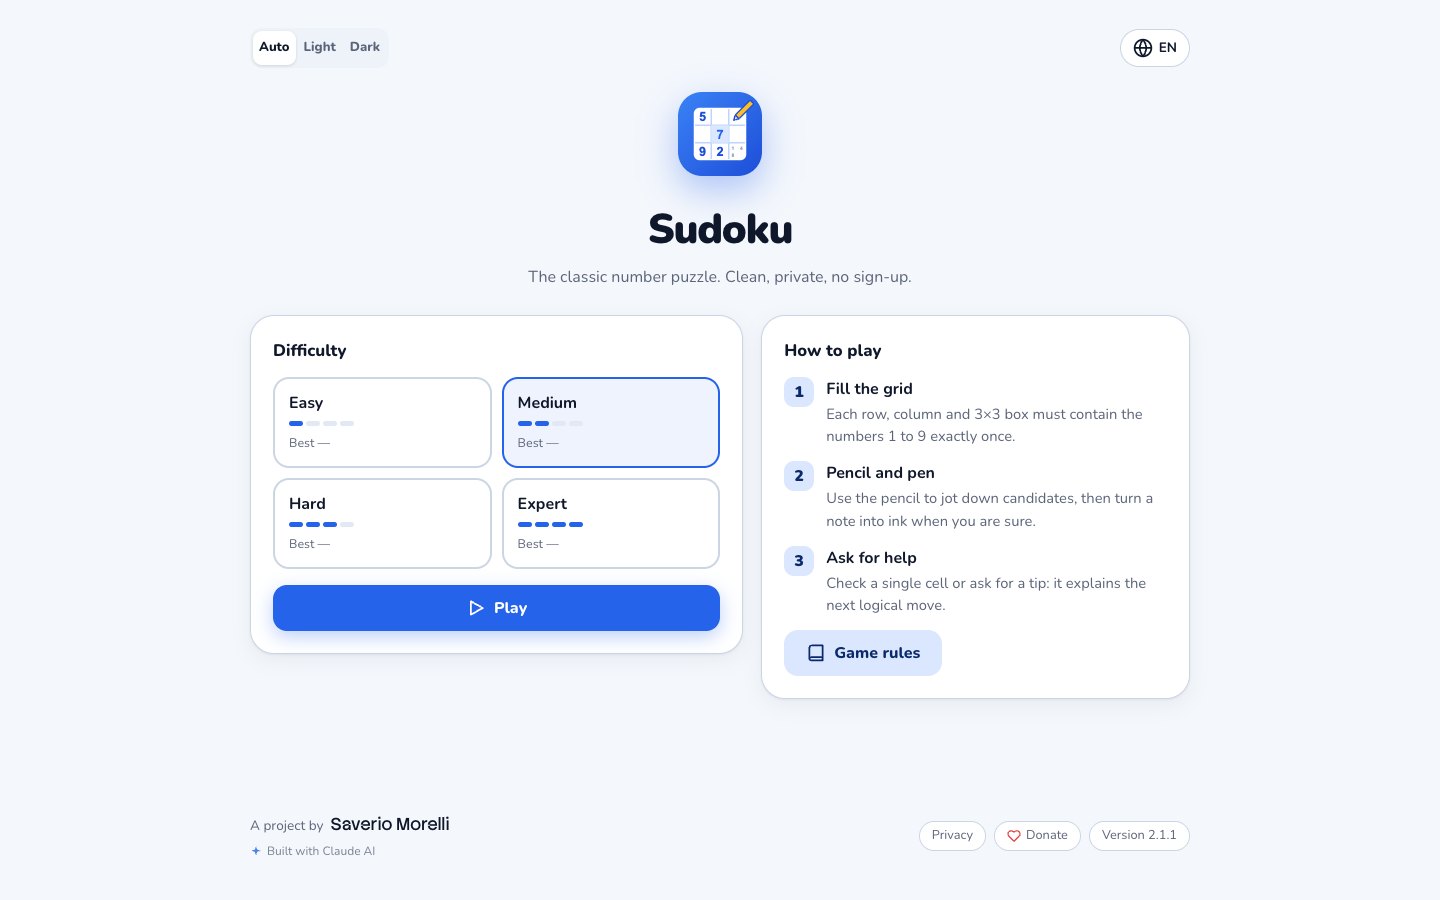 Auto Light Dark
EN
5
7
9 2
Sudoku
The classic number puzzle. Clean, private, no sign-up.
Difficulty
Easy
Best —
Medium
Best —
Hard
Best —
Expert
Best —
Play
How to play
1 Fill the grid
Each row, column and 3×3 box must contain the
numbers 1 to 9 exactly once.
2 Pencil and pen
Use the pencil to jot down candidates, then turn a
note into ink when you are sure.
3 Ask for help
Check a single cell or ask for a tip: it explains the
next logical move.
Game rules
A project by Saverio Morelli
Built with Claude AI
Privacy
Donate
Version 2.1.1